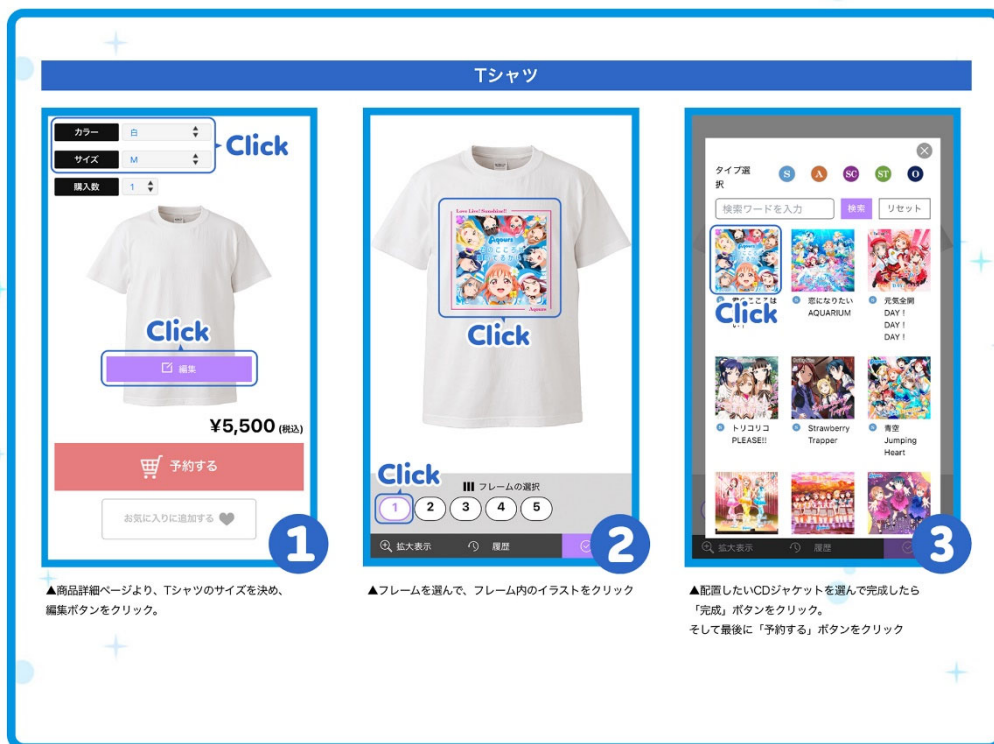 Tシャツ
カラー
白
Click
サイズ
M
購入数
1
Click
編集
¥5,500 (税込)
予約する
お気に入りに追加する
1
▲商品詳細ページより、Tシャツのサイズを決め、
編集ボタンをクリック。
Love Live! Sunshine!!
Aqours
Aqours
Click
Click
フレームの選択
1 2 3 4 5
拡大表示
履歴
2
▲フレームを選んで、フレーム内のイラストをクリック
タイプ選
択
S A SC ST O
検索ワードを入力
検索
リセット
Click
恋になりたい
AQUARIUM
元気全開
DAY!
DAY!
DAY!
トリコリコ
PLEASE!!
Strawberry
Trapper
青空
Jumping
Heart
拡大表示
履歴
3
▲配置したいCDジャケットを選んで完成したら
「完成」ボタンをクリック。
そして最後に「予約する」ボタンをクリック